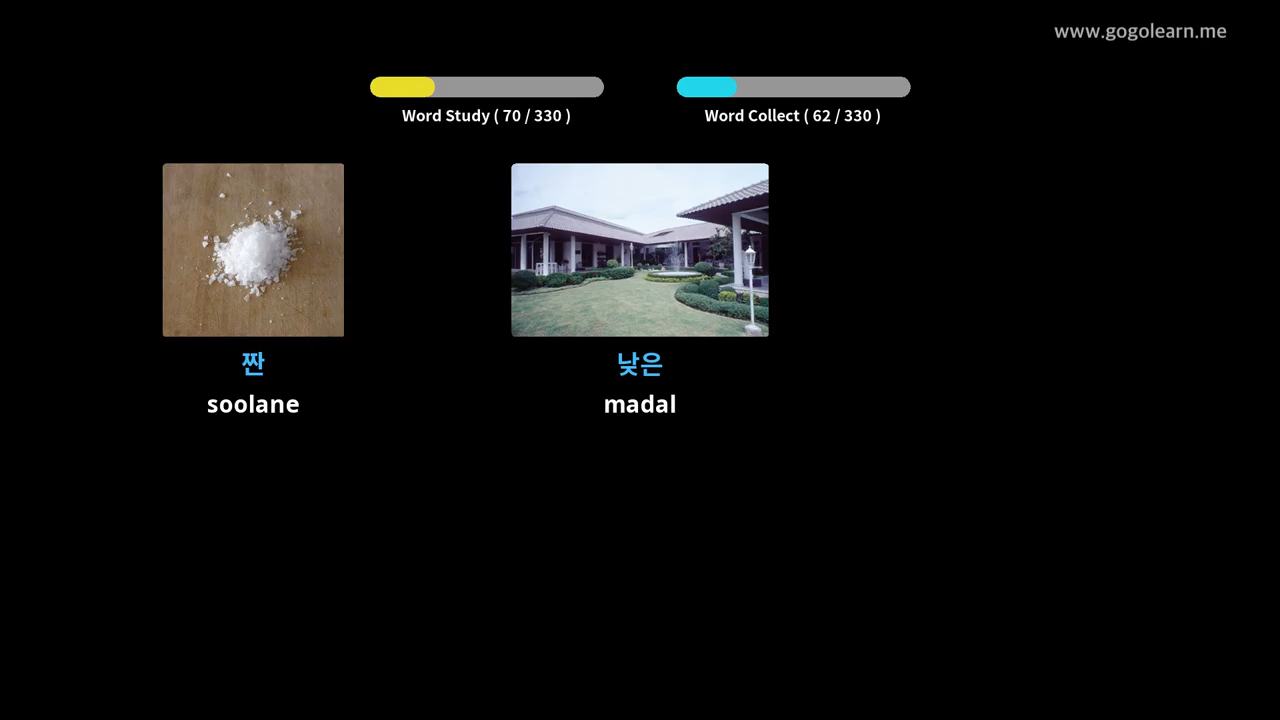 www.gogolearn.me
Word Study ( 70 / 330 )
Word Collect ( 62 / 330 )
짠
soolane
낮은
madal